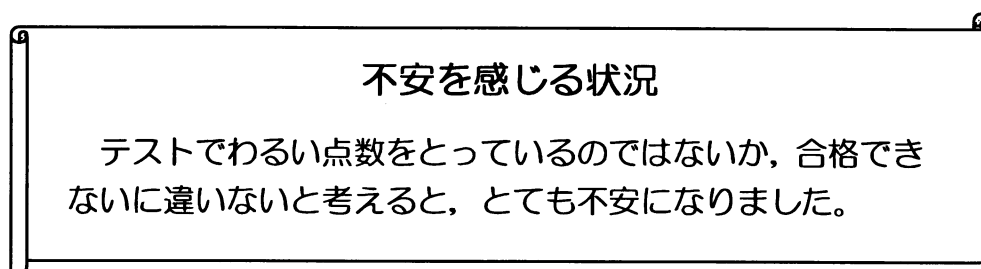 不安を感じる状況
テストでわるい点数をとっているのではないか，合格でき
ないに違いないと考えると，とても不安になりました。